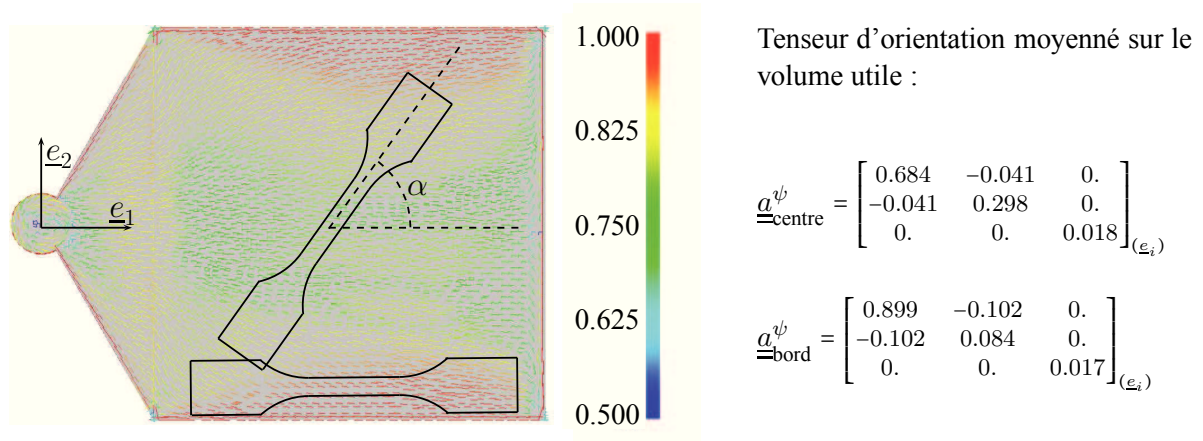 e2
e1
α
1.000
0.825
0.750
0.625
0.500
Tenseur d'orientation moyenné sur le
volume utile :
a^ψ_centre = [0.684 −0.041 0.
−0.041 0.298 0.
0. 0. 0.018]_(e_i)
a^ψ_bord = [0.899 −0.102 0.
−0.102 0.084 0.
0. 0. 0.017]_(e_i)